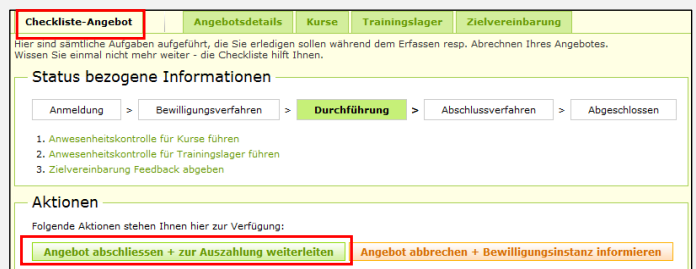 Checkliste-Angebot Angebotsdetails Kurse Trainingslager Zielvereinbarung
Hier sind sämtliche Aufgaben aufgeführt, die Sie erledigen sollen während dem Erfassen resp. Abrechnen Ihres Angebotes.
Wissen Sie einmal nicht mehr weiter - die Checkliste hilft Ihnen.
Status bezogene Informationen
Anmeldung > Bewilligungsverfahren > Durchführung > Abschlussverfahren > Abgeschlossen
1. Anwesenheitskontrolle für Kurse führen
2. Anwesenheitskontrolle für Trainingslager führen
3. Zielvereinbarung Feedback abgeben
Aktionen
Folgende Aktionen stehen Ihnen hier zur Verfügung:
Angebot abschliessen + zur Auszahlung weiterleiten Angebot abbrechen + Bewilligungsinstanz informieren